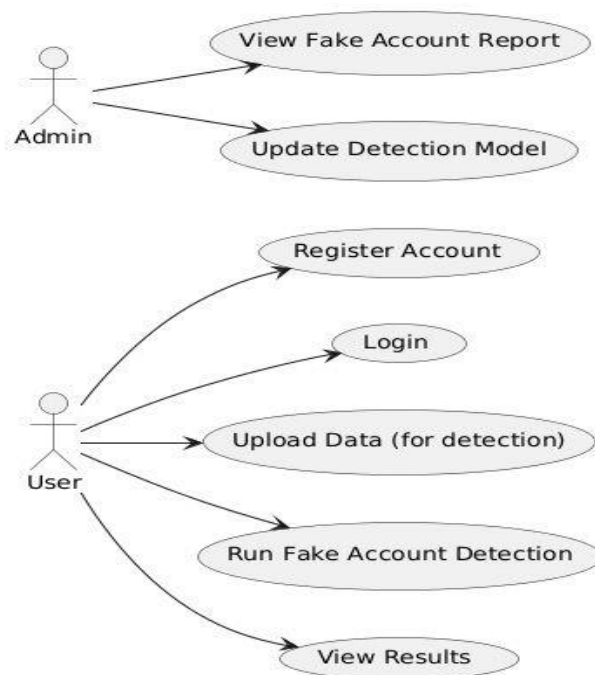 View Fake Account Report
Admin
Update Detection Model
Register Account
Login
Upload Data (for detection)
User
Run Fake Account Detection
View Results